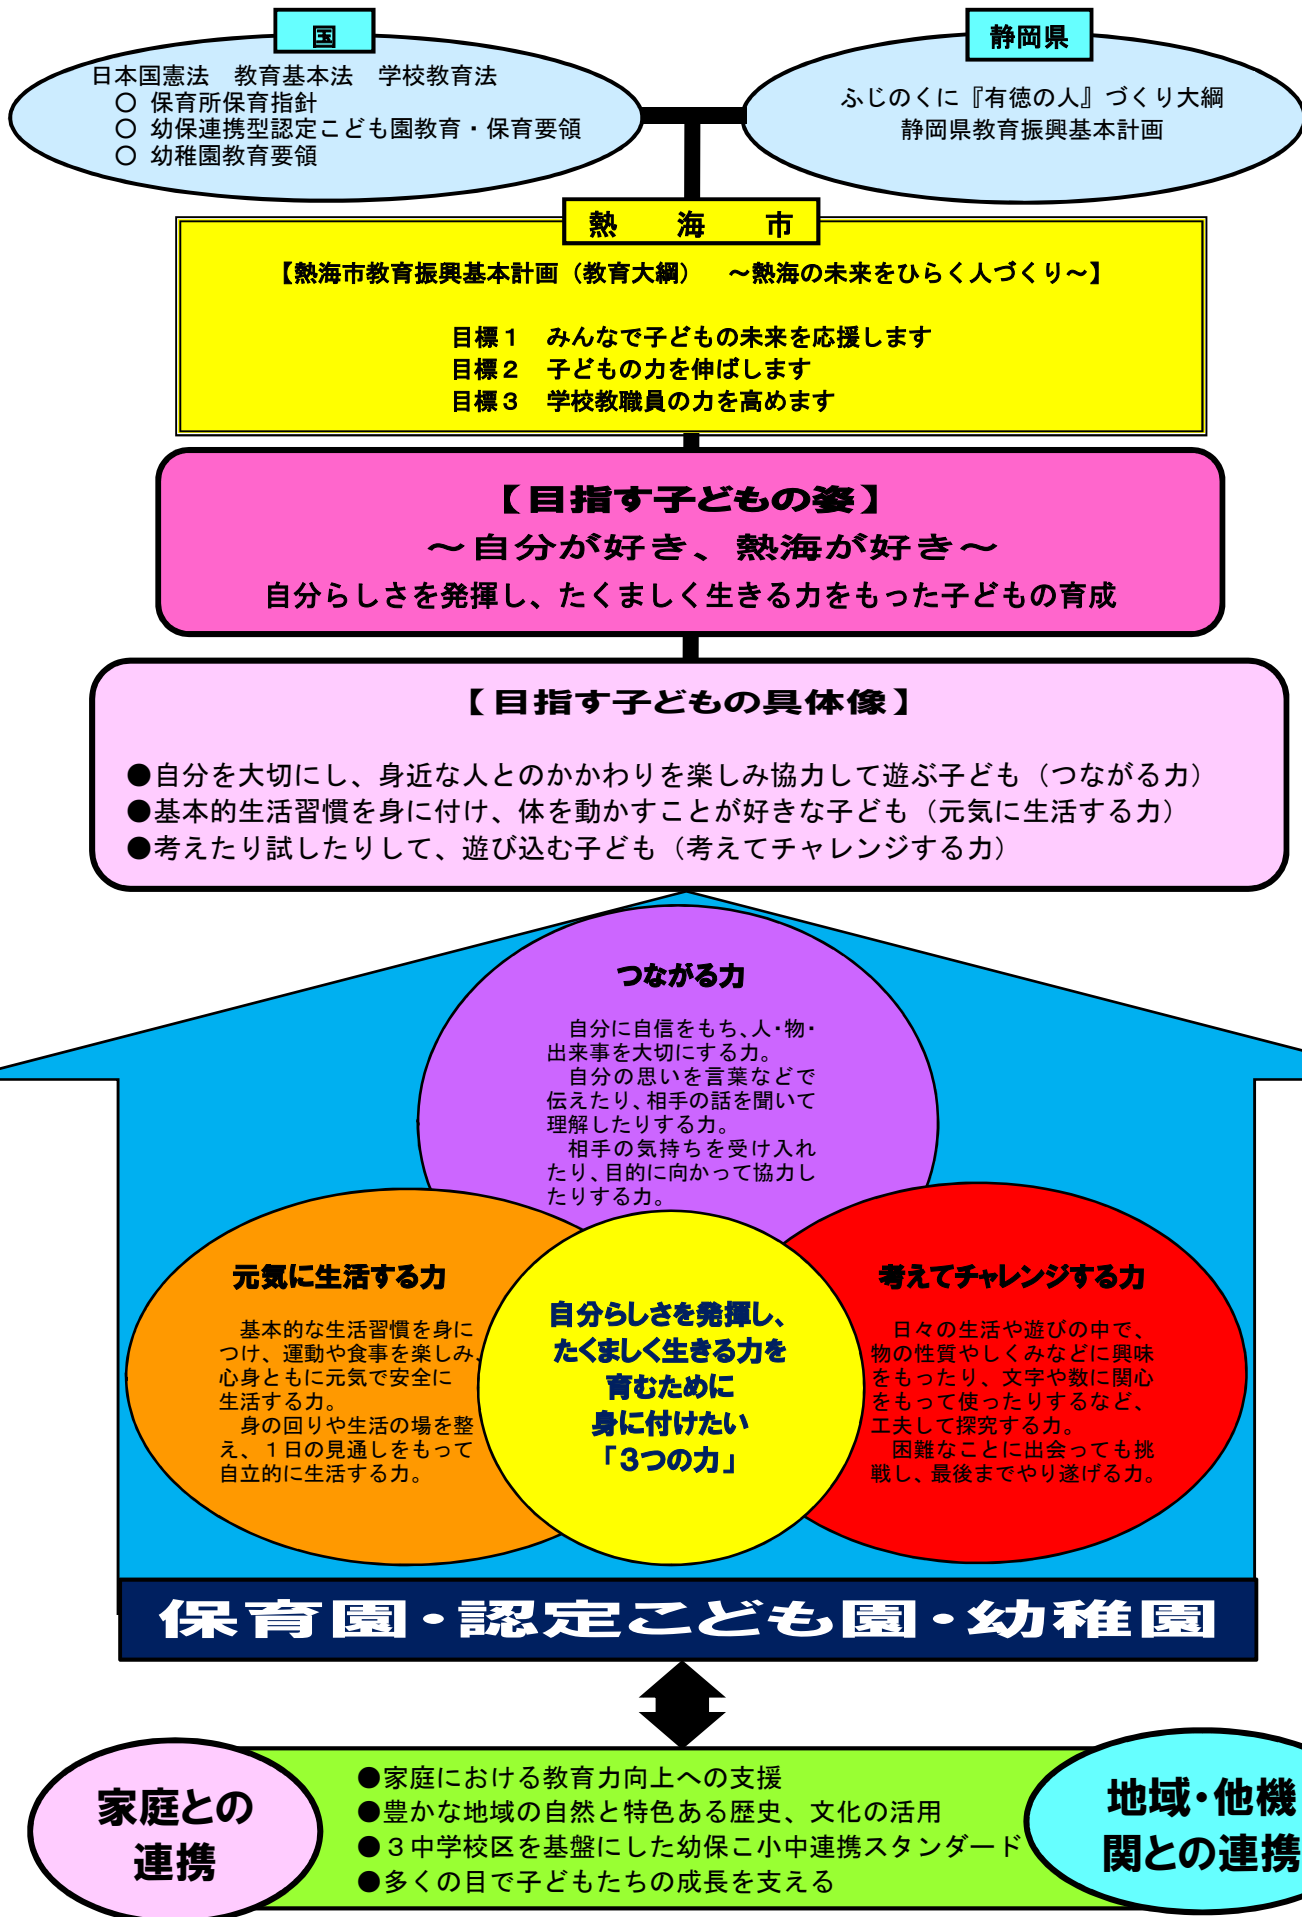 国
日本国憲法　教育基本法　学校教育法
○ 保育所保育指針
○ 幼保連携型認定こども園教育・保育要領
○ 幼稚園教育要領
静岡県
ふじのくに『有徳の人』づくり大綱
静岡県教育振興基本計画
熱　海　市
【熱海市教育振興基本計画（教育大綱）　～熱海の未来をひらく人づくり～】
目標１　みんなで子どもの未来を応援します
目標２　子どもの力を伸ばします
目標３　学校教職員の力を高めます
【目指す子どもの姿】
～自分が好き、熱海が好き～
自分らしさを発揮し、たくましく生きる力をもった子どもの育成
【目指す子どもの具体像】
●自分を大切にし、身近な人とのかかわりを楽しみ協力して遊ぶ子ども（つながる力）
●基本的生活習慣を身に付け、体を動かすことが好きな子ども（元気に生活する力）
●考えたり試したりして、遊び込む子ども（考えてチャレンジする力）
つながる力
自分に自信をもち、人・物・
出来事を大切にする力。
自分の思いを言葉などで
伝えたり、相手の話を聞いて
理解したりする力。
相手の気持ちを受け入れ
たり、目的に向かって協力し
たりする力。
元気に生活する力
基本的な生活習慣を身に
つけ、運動や食事を楽しみ、
心身ともに元気で安全に
生活する力。
身の回りや生活の場を整
え、１日の見通しをもって
自立的に生活する力。
自分らしさを発揮し、
たくましく生きる力を
育むために
身に付けたい
「３つの力」
考えてチャレンジする力
日々の生活や遊びの中で、
物の性質やしくみなどに興味
をもったり、文字や数に関心
をもって使ったりするなど、
工夫して探究する力。
困難なことに出会っても挑
戦し、最後までやり遂げる力。
保育園・認定こども園・幼稚園
家庭との
連携
●家庭における教育力向上への支援
●豊かな地域の自然と特色ある歴史、文化の活用
●３中学校区を基盤にした幼保こ小中連携スタンダード
●多くの目で子どもたちの成長を支える
地域・他機
関との連携